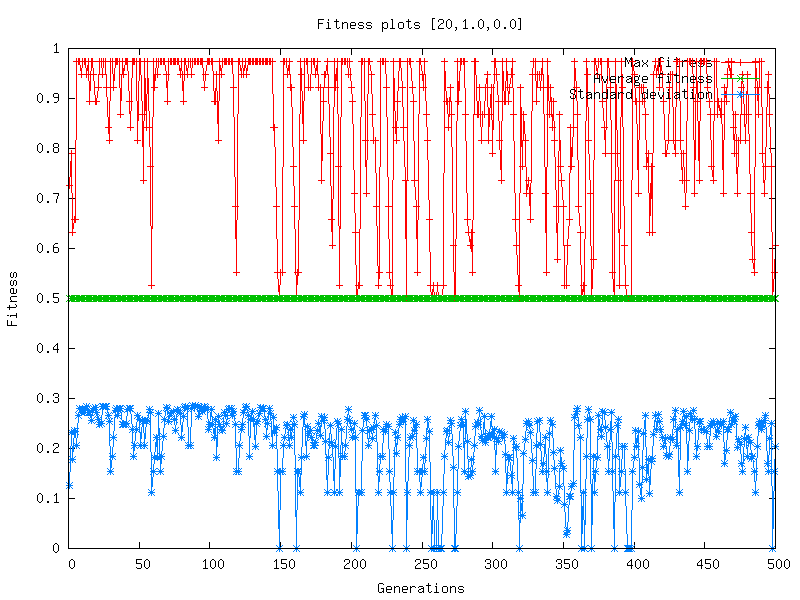 Fitness plots [20,1.0,0.0]
Max fitness
Average fitness
Standard deviation
1
0.9
0.8
0.7
0.6
0.5
0.4
0.3
0.2
0.1
0
Fitness
0 50 100 150 200 250 300 350 400 450 500
Generations